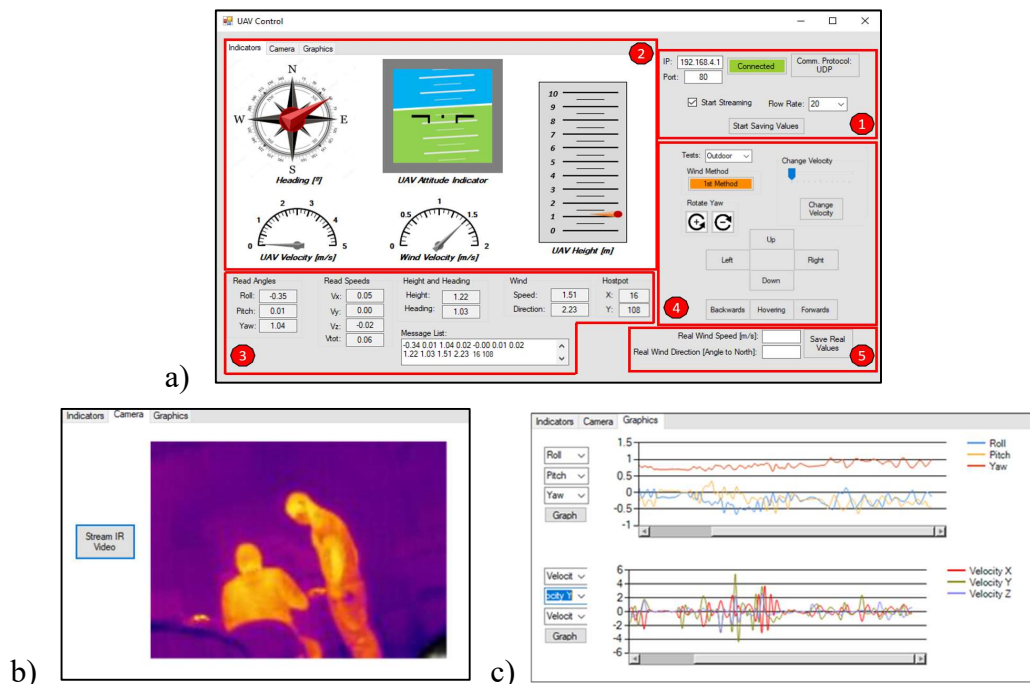 UAV Control
Indicators Camera Graphics
2
N
W E
S
Heading [º]
UAV Attitude Indicator
10
9
8
7
6
5
4
3
2
1
0
UAV Height [m]
0 1 2 3 4 5
UAV Velocity [m/s]
0 0.5 1 1.5 2
Wind Velocity [m/s]
IP: 192.168.4.1 Connected Comm. Protocol:
UDP
Port: 80
Start Streaming Flow Rate: 20
Start Saving Values
1
Tests: Outdoor Change Velocity
Wind Method
1st Method
Rotate Yaw
+ −
Change
Velocity
Up
Left Right
Down
Backwards Hovering Forwards
4
Read Angles
Roll: -0.35
Pitch: 0.01
Yaw: 1.04
Read Speeds
Vx: 0.05
Vy: 0.00
Vz: -0.02
Vtot: 0.06
Height and Heading
Height: 1.22
Heading: 1.03
Wind
Speed: 1.51
Direction: 2.23
Hostpot
X: 16
Y: 108
Message List:
-0.34 0.01 1.04 0.02 -0.00 0.01 0.02
1.22 1.03 1.51 2.23 16 108
3
Real Wind Speed [m/s]:
Real Wind Direction [Angle to North]:
Save Real
Values
5
a)
Indicators Camera Graphics
Stream IR
Video
b)
Indicators Camera Graphics
Roll
Pitch
Yaw
Graph
1.5
1
0.5
0
-0.5
-1
Roll
Pitch
Yaw
Velocit
ocity Y
Velocit
Graph
6
4
2
0
-2
-4
-6
Velocity X
Velocity Y
Velocity Z
c)